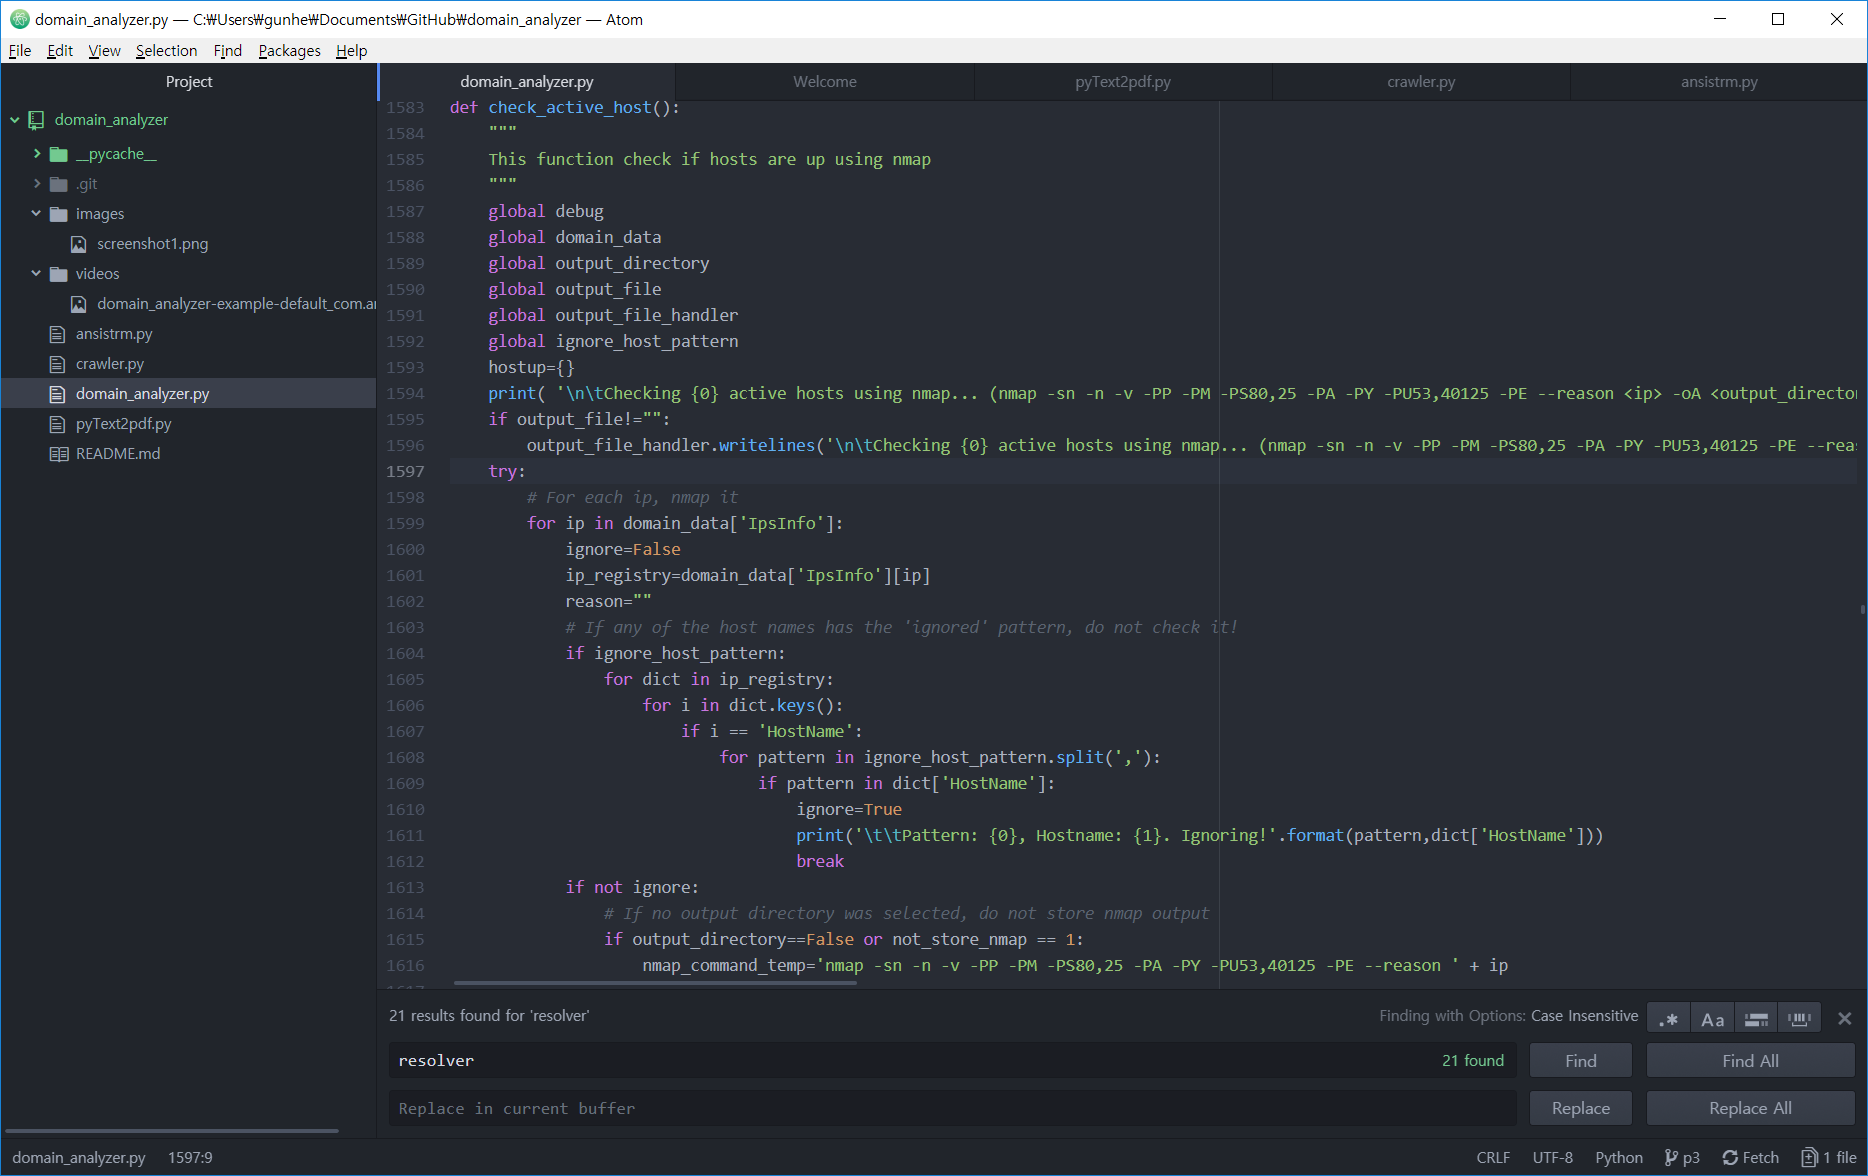 domain_analyzer.py — C:₩Users₩gunhe₩Documents₩GitHub₩domain_analyzer — Atom
File Edit View Selection Find Packages Help
Project
domain_analyzer
__pycache__
.git
images
screenshot1.png
videos
domain_analyzer-example-default_com.ar
ansistrm.py
crawler.py
domain_analyzer.py
pyText2pdf.py
README.md
domain_analyzer.py Welcome pyText2pdf.py crawler.py ansistrm.py
1583 def check_active_host():
1584     """
1585     This function check if hosts are up using nmap
1586     """
1587     global debug
1588     global domain_data
1589     global output_directory
1590     global output_file
1591     global output_file_handler
1592     global ignore_host_pattern
1593     hostup={}
1594     print( '\n\tChecking {0} active hosts using nmap... (nmap -sn -n -v -PP -PM -PS80,25 -PA -PY -PU53,40125 -PE --reason <ip> -oA <output_director
1595     if output_file!="":
1596         output_file_handler.writelines('\n\tChecking {0} active hosts using nmap... (nmap -sn -n -v -PP -PM -PS80,25 -PA -PY -PU53,40125 -PE --reas
1597     try:
1598         # For each ip, nmap it
1599         for ip in domain_data['IpsInfo']:
1600             ignore=False
1601             ip_registry=domain_data['IpsInfo'][ip]
1602             reason=""
1603             # If any of the host names has the 'ignored' pattern, do not check it!
1604             if ignore_host_pattern:
1605                 for dict in ip_registry:
1606                     for i in dict.keys():
1607                         if i == 'HostName':
1608                             for pattern in ignore_host_pattern.split(','):
1609                                 if pattern in dict['HostName']:
1610                                     ignore=True
1611                                     print('\t\tPattern: {0}, Hostname: {1}. Ignoring!'.format(pattern,dict['HostName']))
1612                                     break
1613             if not ignore:
1614                 # If no output directory was selected, do not store nmap output
1615                 if output_directory==False or not_store_nmap == 1:
1616                     nmap_command_temp='nmap -sn -n -v -PP -PM -PS80,25 -PA -PY -PU53,40125 -PE --reason ' + ip
1617
21 results found for 'resolver' Finding with Options: Case Insensitive .* Aa
resolver 21 found Find Find All
Replace in current buffer Replace Replace All
domain_analyzer.py 1597:9 CRLF UTF-8 Python p3 Fetch 1 file